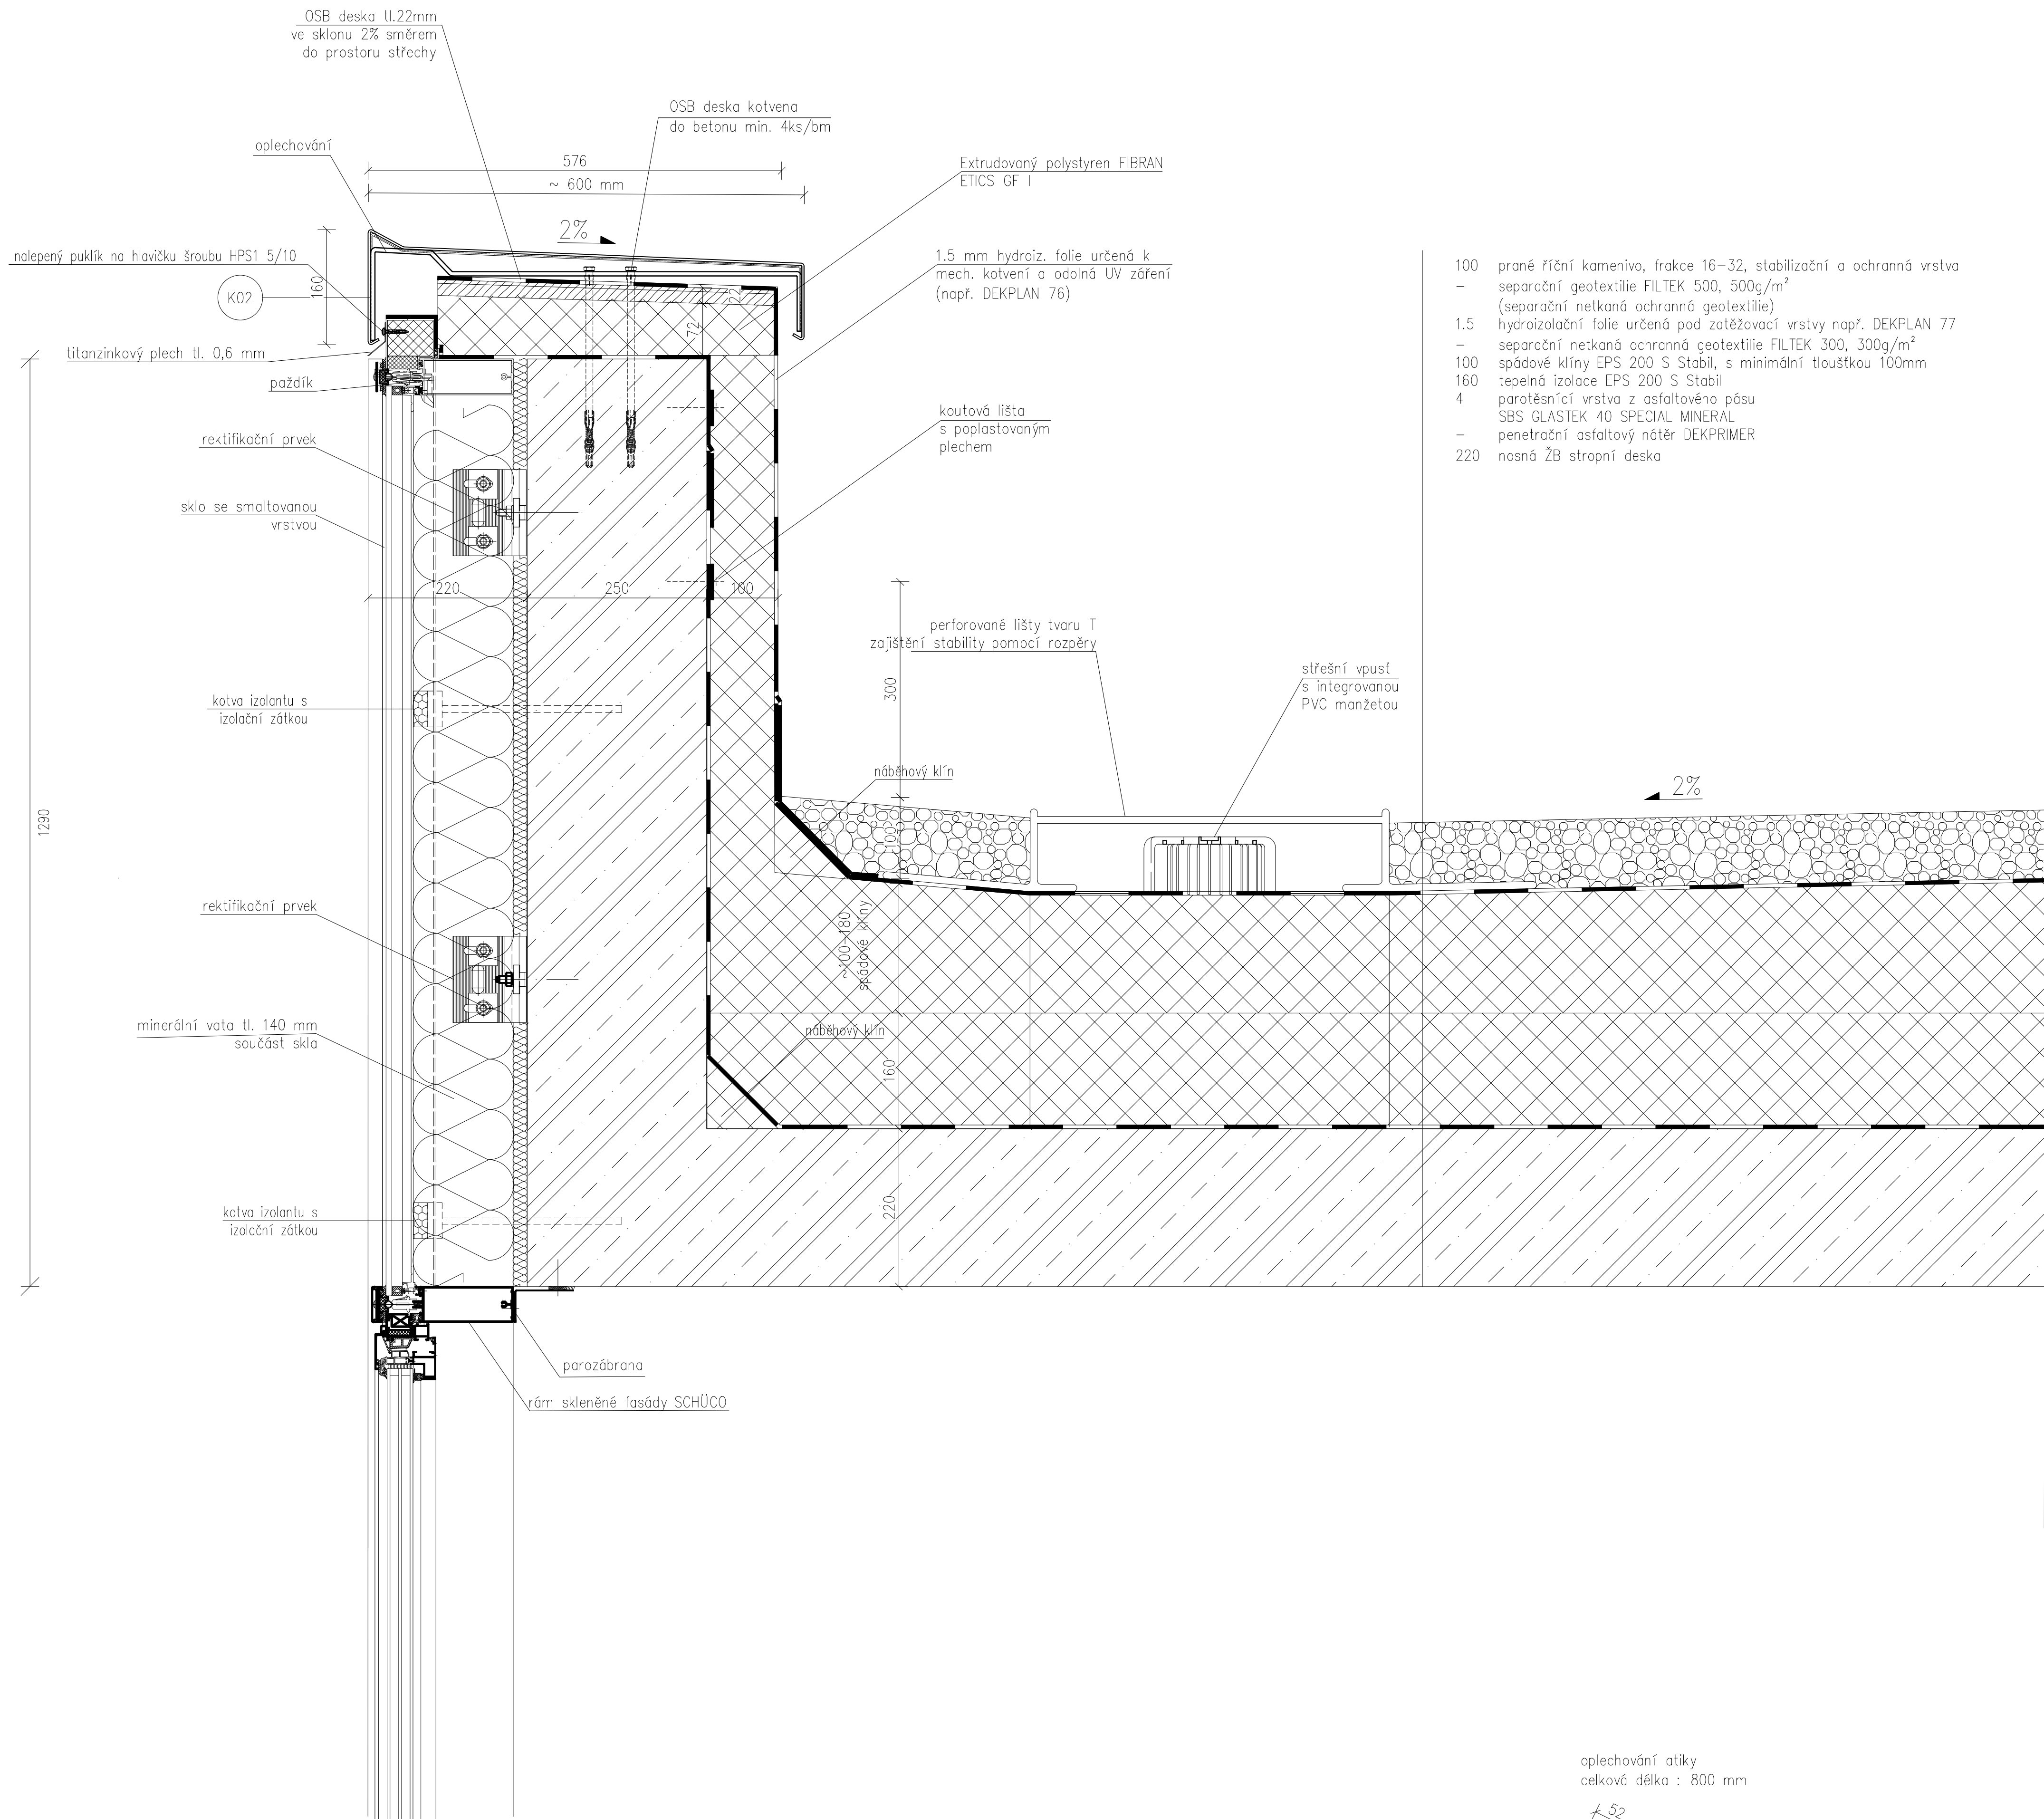 OSB deska tl.22mm
ve sklonu 2% směrem
do prostoru střechy
OSB deska kotvena
do betonu min. 4ks/bm
oplechování
576
~ 600 mm
Extrudovaný polystyren FIBRAN
ETICS GF I
2%
nalepený puklík na hlavičku šroubu HPS1 5/10
K02
160
1.5 mm hydroiz. folie určená k
mech. kotvení a odolná UV záření
(např. DEKPLAN 76)
22
72
titanzinkový plech tl. 0,6 mm
paždík
100 prané říční kamenivo, frakce 16-32, stabilizační a ochranná vrstva
- separační geotextilie FILTEK 500, 500g/m²
(separační netkaná ochranná geotextilie)
1.5 hydroizolační folie určená pod zatěžovací vrstvy např. DEKPLAN 77
- separační netkaná ochranná geotextilie FILTEK 300, 300g/m²
100 spádové klíny EPS 200 S Stabil, s minimální tloušťkou 100mm
160 tepelná izolace EPS 200 S Stabil
4 parotěsnící vrstva z asfaltového pásu
SBS GLASTEK 40 SPECIAL MINERAL
- penetrační asfaltový nátěr DEKPRIMER
220 nosná ŽB stropní deska
koutová lišta
s poplastovaným
plechem
rektifikační prvek
sklo se smaltovanou
vrstvou
220
250
100
perforované lišty tvaru T
zajištění stability pomocí rozpěry
300
střešní vpusť
s integrovanou
PVC manžetou
kotva izolantu s
izolační zátkou
náběhový klín
2%
1290
100
rektifikační prvek
~100-180
spádové klíny
minerální vata tl. 140 mm
součást skla
náběhový klín
160
220
kotva izolantu s
izolační zátkou
parozábrana
rám skleněné fasády SCHÜCO
oplechování atiky
celková délka : 800 mm
52